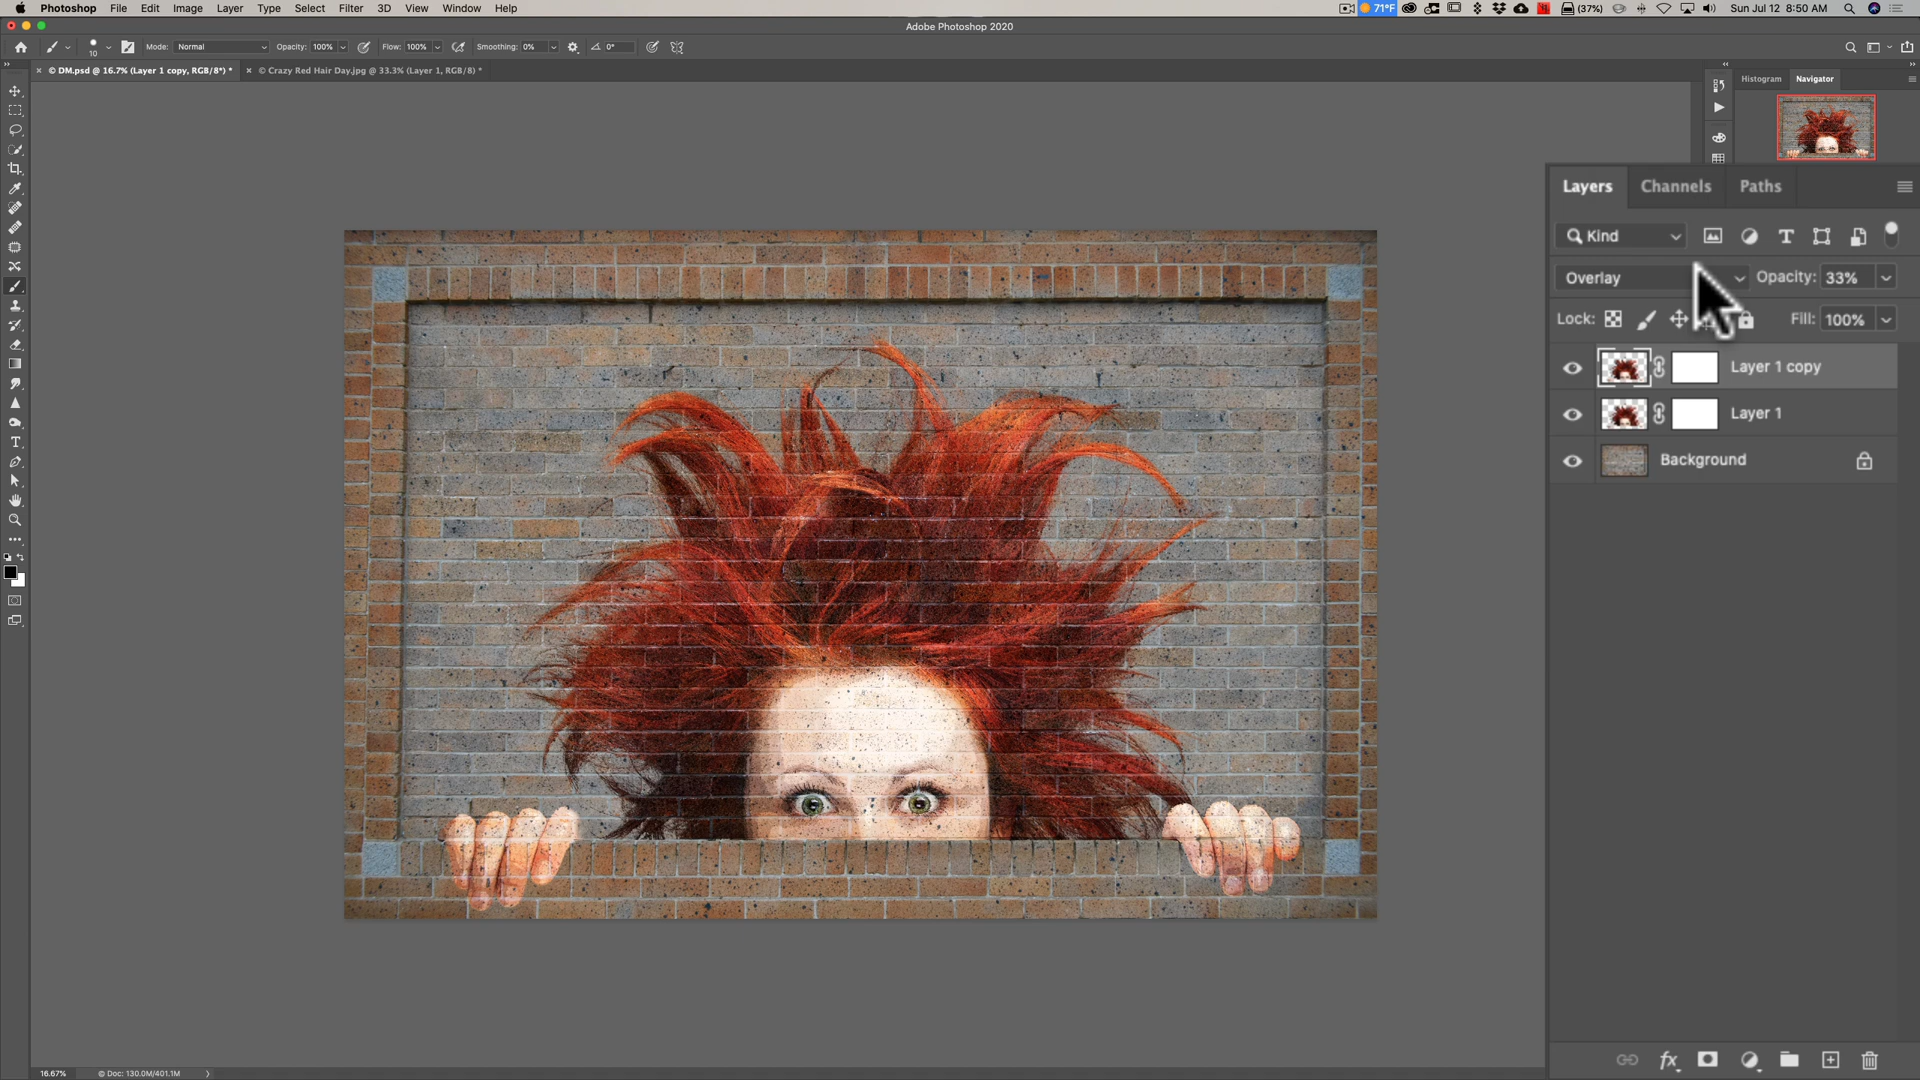 Photoshop File Edit Image Layer Type Select Filter 3D View Window Help 71°F (37%) Sun Jul 12 8:50 AM
Adobe Photoshop 2020
10 Mode: Normal Opacity: 100% Flow: 100% Smoothing: 0% 0°
× © DM.psd @ 16.7% (Layer 1 copy, RGB/8*) * × © Crazy Red Hair Day.jpg @ 33.3% (Layer 1, RGB/8) *
Histogram Navigator
Layers Channels Paths
Kind
Overlay Opacity: 33%
Lock: Fill: 100%
Layer 1 copy
Layer 1
Background
16.67% © Doc: 130.0M/401.1M